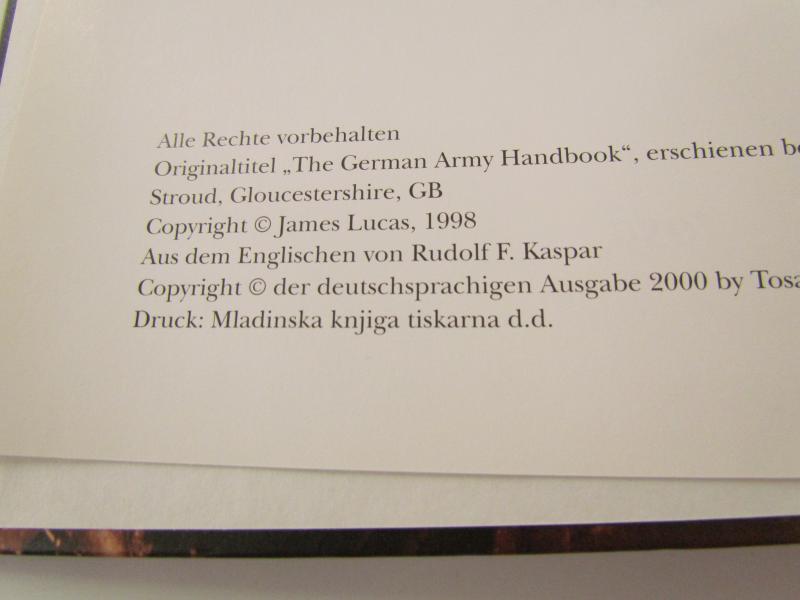 Alle Rechte vorbehalten
Originaltitel „The German Army Handbook“, erschienen
Stroud, Gloucestershire, GB
Copyright © James Lucas, 1998
Aus dem Englischen von Rudolf F. Kaspar
Copyright © der deutschsprachigen Ausgabe 2000 by Tosa
Druck: Mladinska knjiga tiskarna d.d.